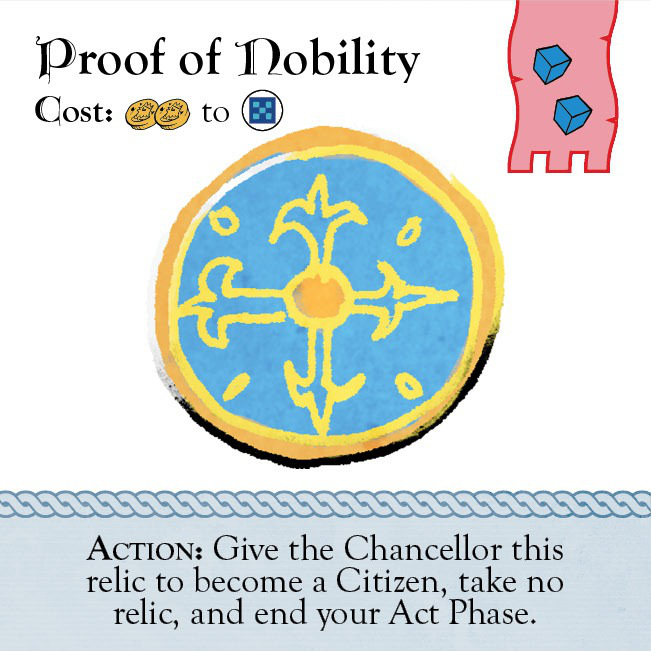 Proof of Nobility
Cost: to
ACTION: Give the Chancellor this
relic to become a Citizen, take no
relic, and end your Act Phase.